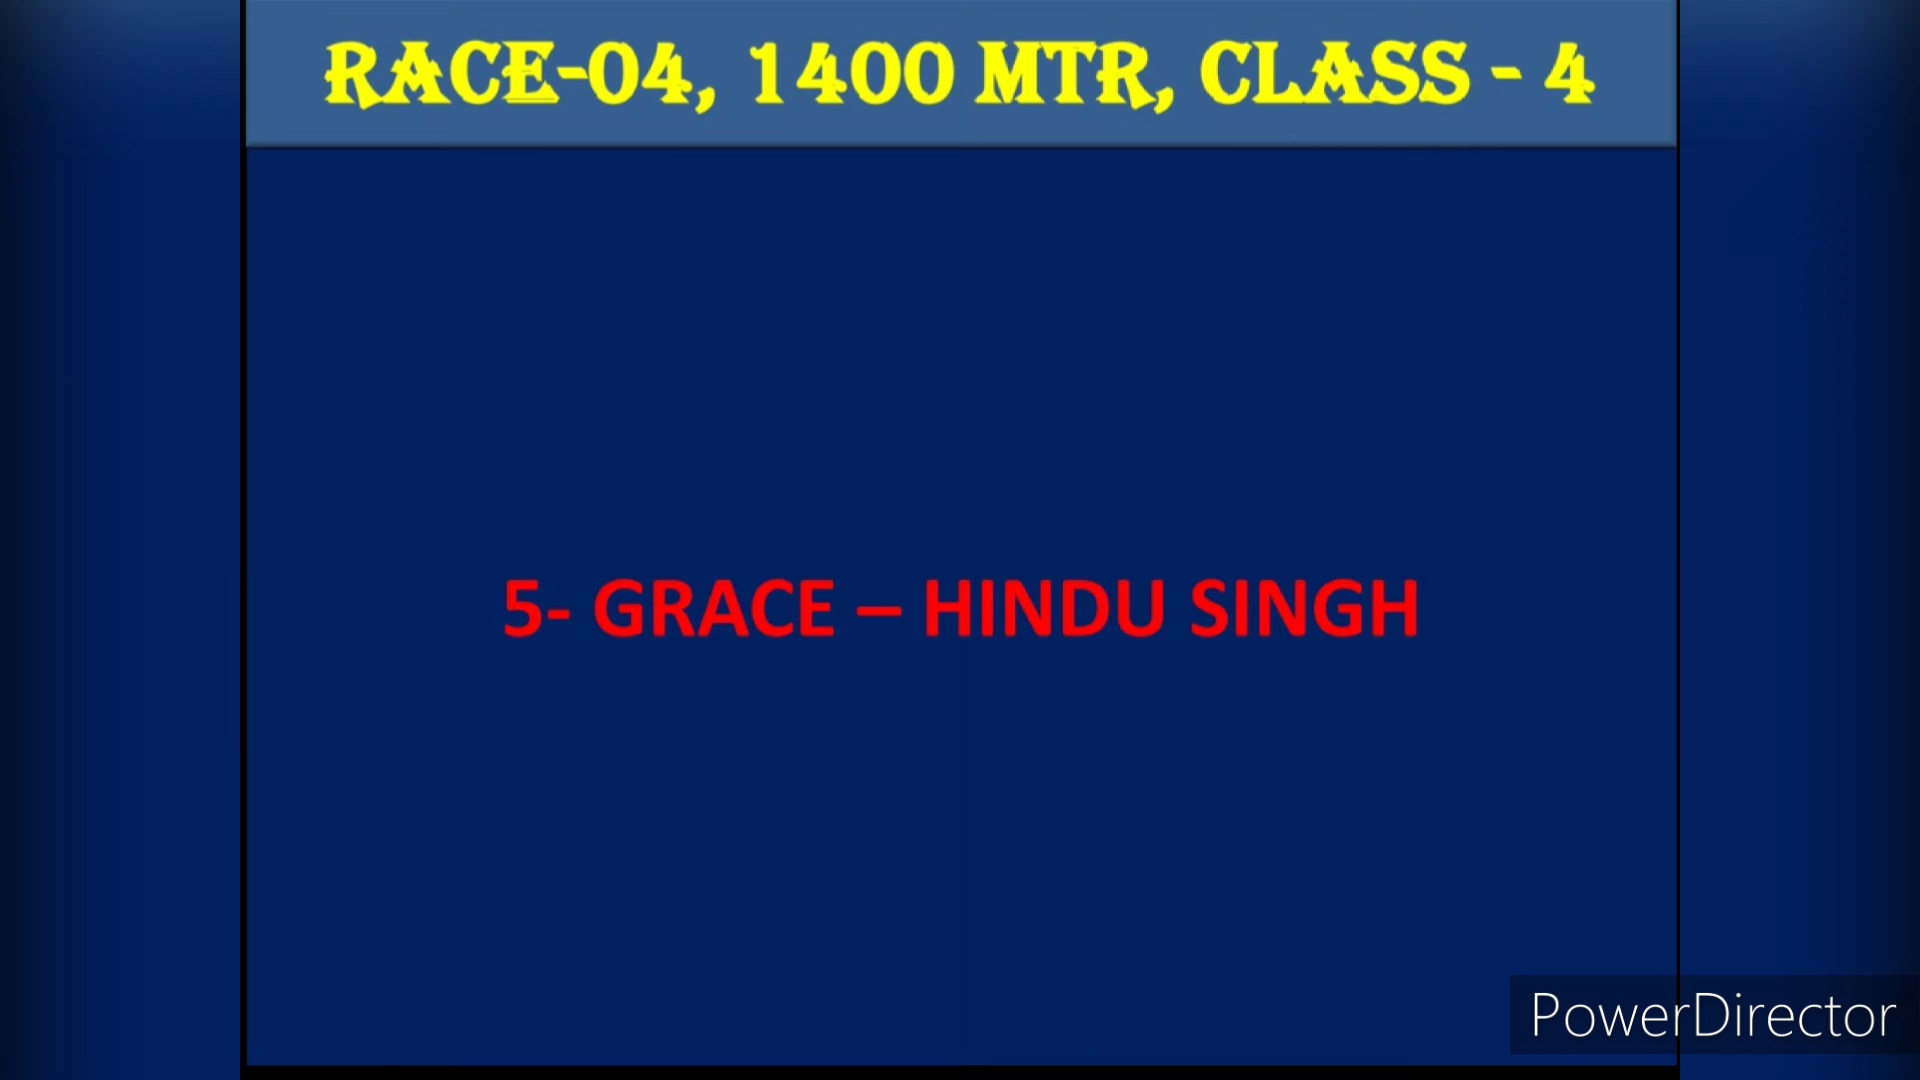 RACE-04, 1400 MTR, CLASS - 4
5- GRACE – HINDU SINGH
PowerDirector